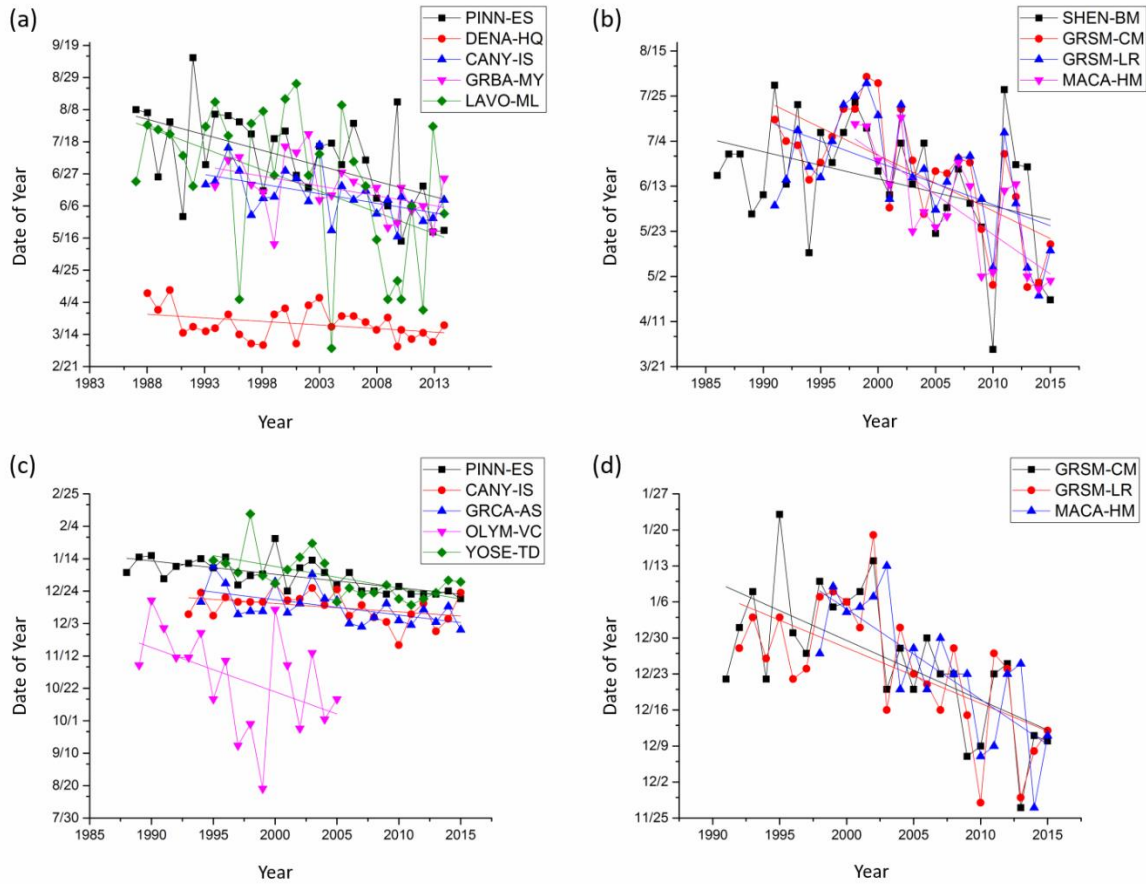 (a)
PINN-ES
DENA-HQ
CANY-IS
GRBA-MY
LAVO-ML
9/19
8/29
8/8
7/18
6/27
6/6
5/16
4/25
4/4
3/14
2/21
Date of Year
1983 1988 1993 1998 2003 2008 2013
Year
(b)
SHEN-BM
GRSM-CM
GRSM-LR
MACA-HM
8/15
7/25
7/4
6/13
5/23
5/2
4/11
3/21
Date of Year
1985 1990 1995 2000 2005 2010 2015
Year
(c)
PINN-ES
CANY-IS
GRCA-AS
OLYM-VC
YOSE-TD
2/25
2/4
1/14
12/24
12/3
11/12
10/22
10/1
9/10
8/20
7/30
Date of Year
1985 1990 1995 2000 2005 2010 2015
Year
(d)
GRSM-CM
GRSM-LR
MACA-HM
1/27
1/20
1/13
1/6
12/30
12/23
12/16
12/9
12/2
11/25
Date of Year
1990 1995 2000 2005 2010 2015
Year